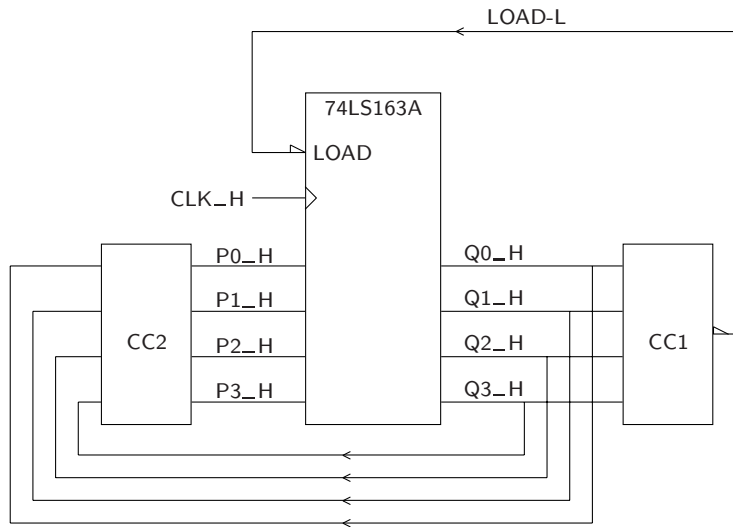 LOAD-L
74LS163A
LOAD
CLK_H
P0_H
Q0_H
P1_H
Q1_H
CC2
P2_H
Q2_H
CC1
P3_H
Q3_H